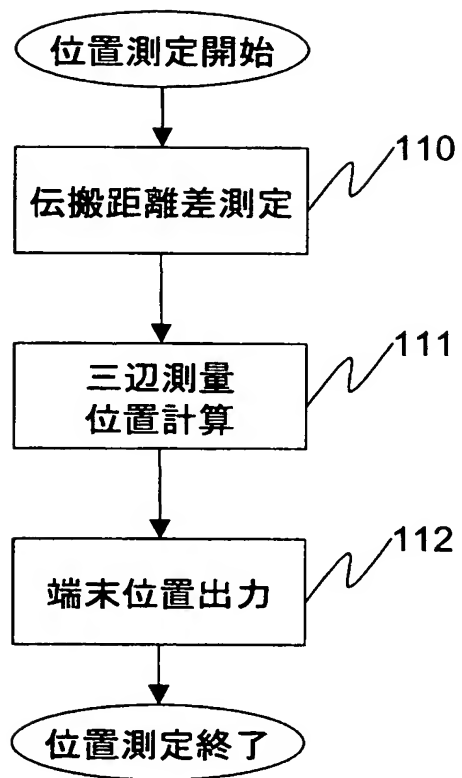 位置測定開始
伝搬距離差測定
110
三辺測量
位置計算
111
端末位置出力
112
位置測定終了